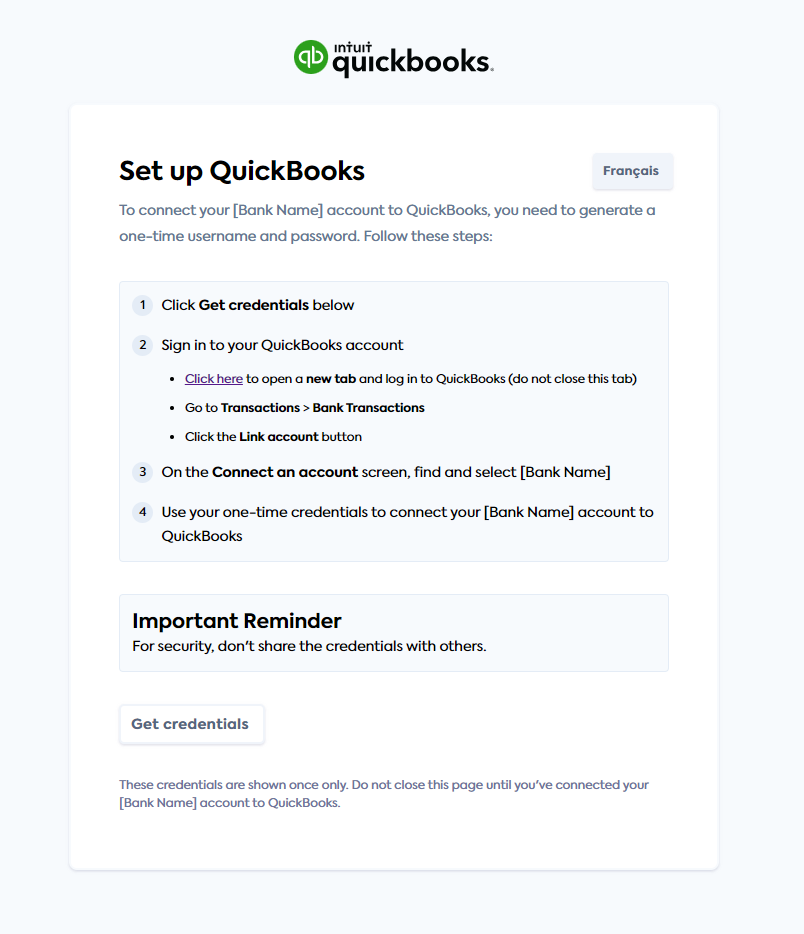 intuit
quickbooks.
Set up QuickBooks
Français
To connect your [Bank Name] account to QuickBooks, you need to generate a
one-time username and password. Follow these steps:
1 Click Get credentials below
2 Sign in to your QuickBooks account
• Click here to open a new tab and log in to QuickBooks (do not close this tab)
• Go to Transactions > Bank Transactions
• Click the Link account button
3 On the Connect an account screen, find and select [Bank Name]
4 Use your one-time credentials to connect your [Bank Name] account to
QuickBooks
Important Reminder
For security, don't share the credentials with others.
Get credentials
These credentials are shown once only. Do not close this page until you've connected your
[Bank Name] account to QuickBooks.